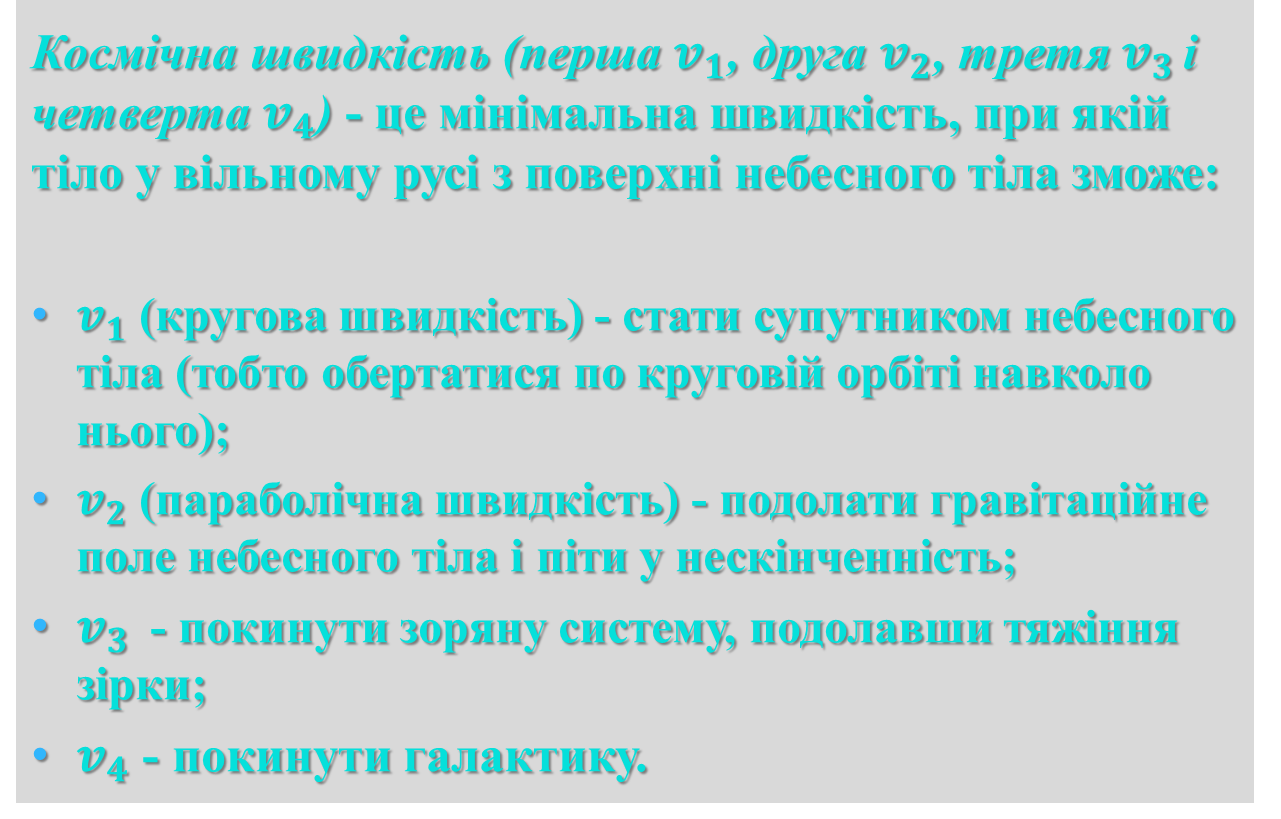 Космічна швидкість (перша 𝒗₁, друга 𝒗₂, третя 𝒗₃ і
четверта 𝒗₄) - це мінімальна швидкість, при якій
тіло у вільному русі з поверхні небесного тіла зможе:
• 𝒗₁ (кругова швидкість) - стати супутником небесного
тіла (тобто обертатися по круговій орбіті навколо
нього);
• 𝒗₂ (параболічна швидкість) - подолати гравітаційне
поле небесного тіла і піти у нескінченність;
• 𝒗₃ - покинути зоряну систему, подолавши тяжіння
зірки;
• 𝒗₄ - покинути галактику.